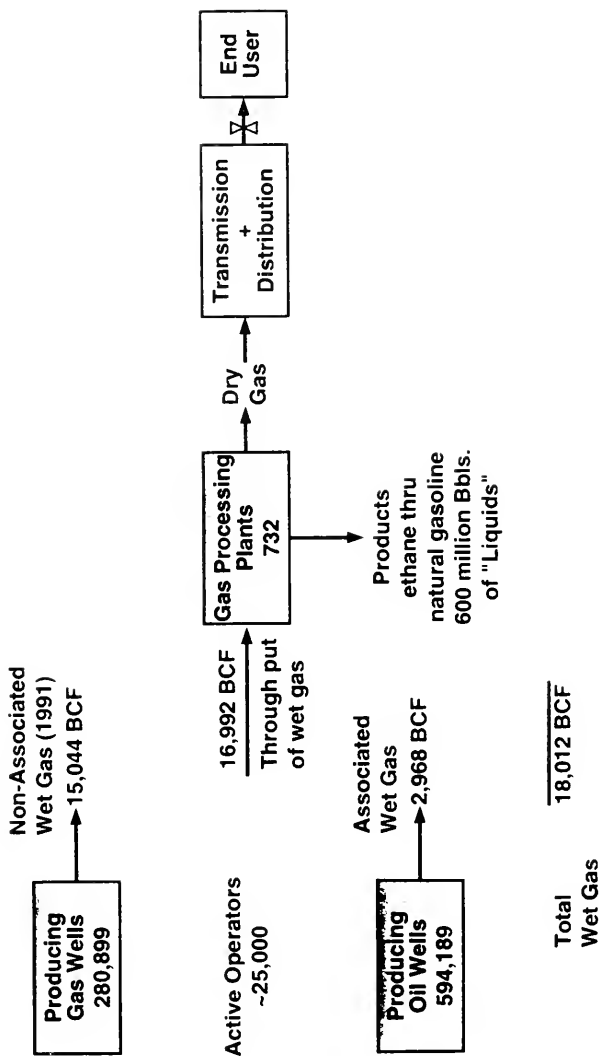 Producing
Gas Wells
280,899
Non-Associated
Wet Gas (1991)
15,044 BCF
Active Operators
~25,000
16,992 BCF
Through put
of wet gas
Gas Processing
Plants
732
Dry
Gas
Transmission
+
Distribution
End
User
Products
ethane thru
natural gasoline
600 million Bbls.
of "Liquids"
Producing
Oil Wells
594,189
Associated
Wet Gas
2,968 BCF
Total
Wet Gas
18,012 BCF